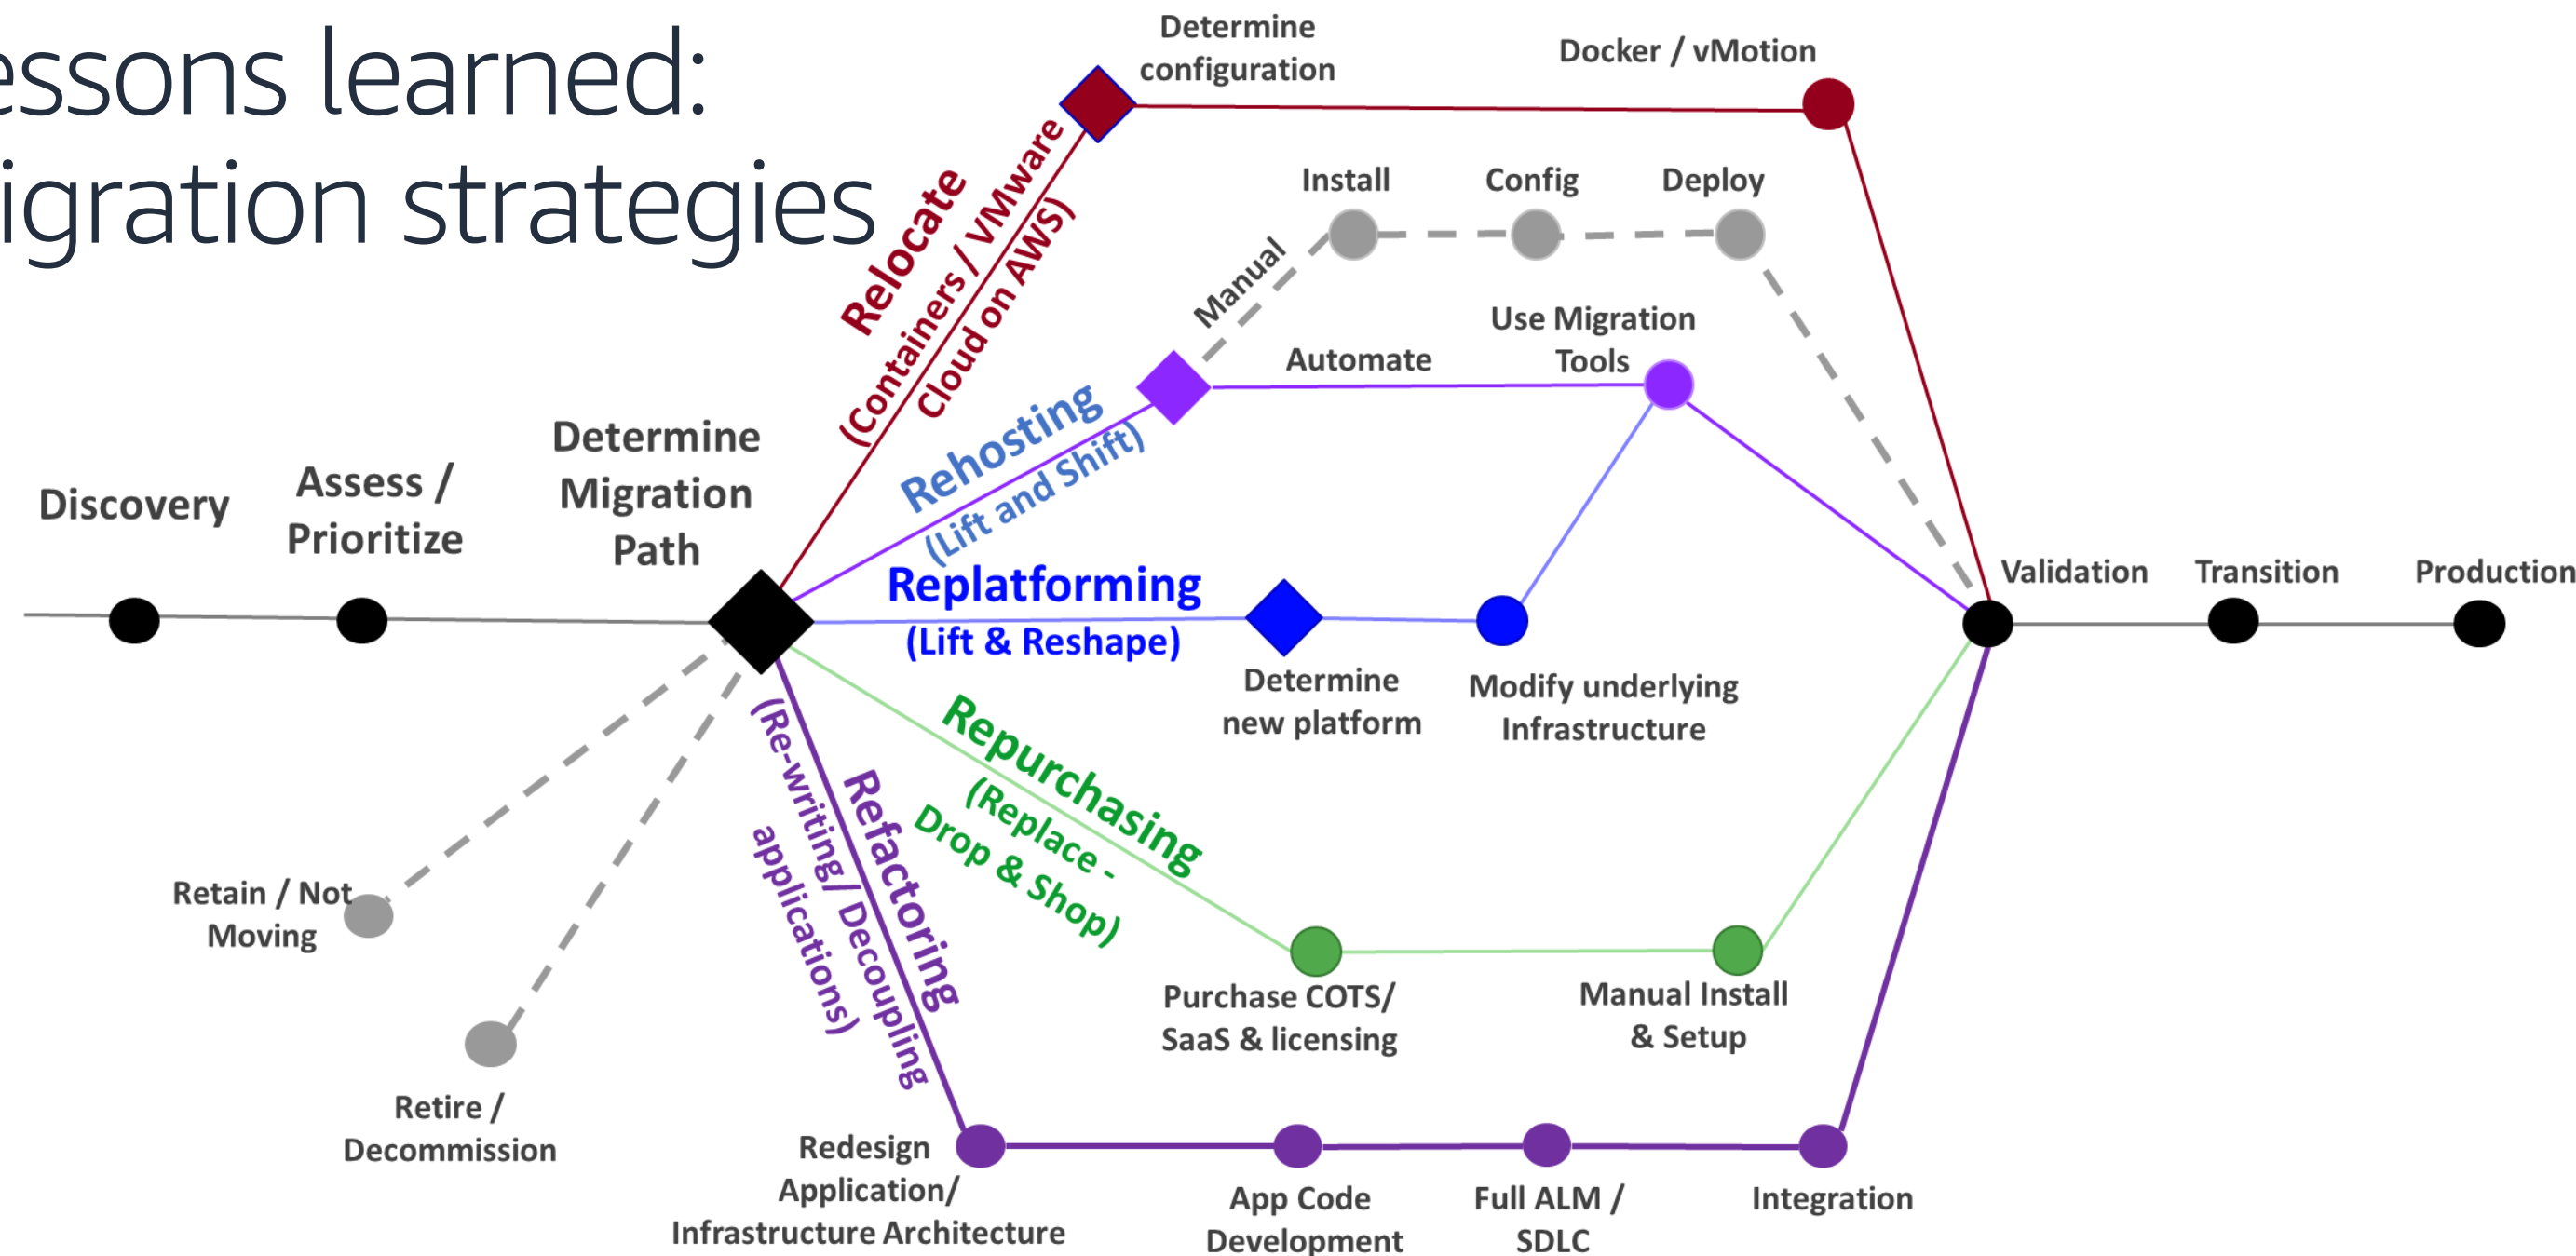 essons learned:
igration strategies
Determine
configuration
Docker / vMotion
Relocate
(Containers / VMware
Cloud on AWS)
Install
Config
Deploy
Manual
Use Migration
Tools
Automate
Rehosting
(Lift and Shift)
Discovery
Assess /
Prioritize
Determine
Migration
Path
Replatforming
(Lift & Reshape)
Determine
new platform
Modify underlying
Infrastructure
Validation
Transition
Production
Repurchasing
(Replace -
Drop & Shop)
Purchase COTS/
SaaS & licensing
Manual Install
& Setup
Refactoring
(Re-writing/ Decoupling
applications)
Retain / Not
Moving
Retire /
Decommission
Redesign
Application/
Infrastructure Architecture
App Code
Development
Full ALM /
SDLC
Integration